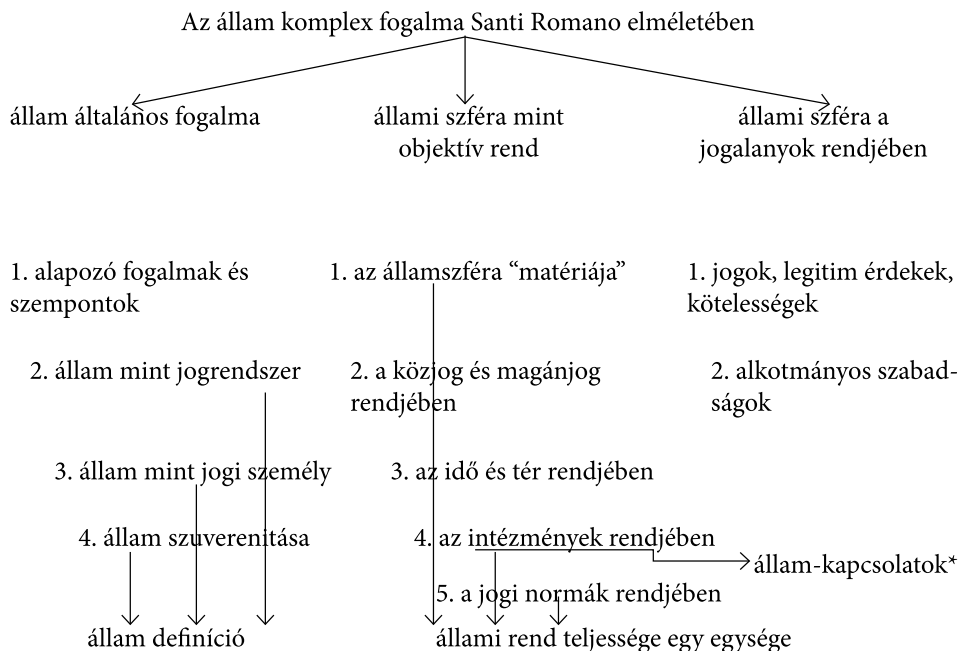 Az állam komplex fogalma Santi Romano elméletében
állam általános fogalma
állami szféra mint
objektív rend
állami szféra a
jogalanyok rendjében
1. alapozó fogalmak és
szempontok
2. állam mint jogrendszer
3. állam mint jogi személy
4. állam szuverenitása
állam definíció
1. az államszféra “matériája”
2. a közjog és magánjog
rendjében
3. az idő és tér rendjében
4. az intézmények rendjében
állam-kapcsolatok*
5. a jogi normák rendjében
állami rend teljessége egy egysége
1. jogok, legitim érdekek,
kötelességek
2. alkotmányos szabad-
ságok